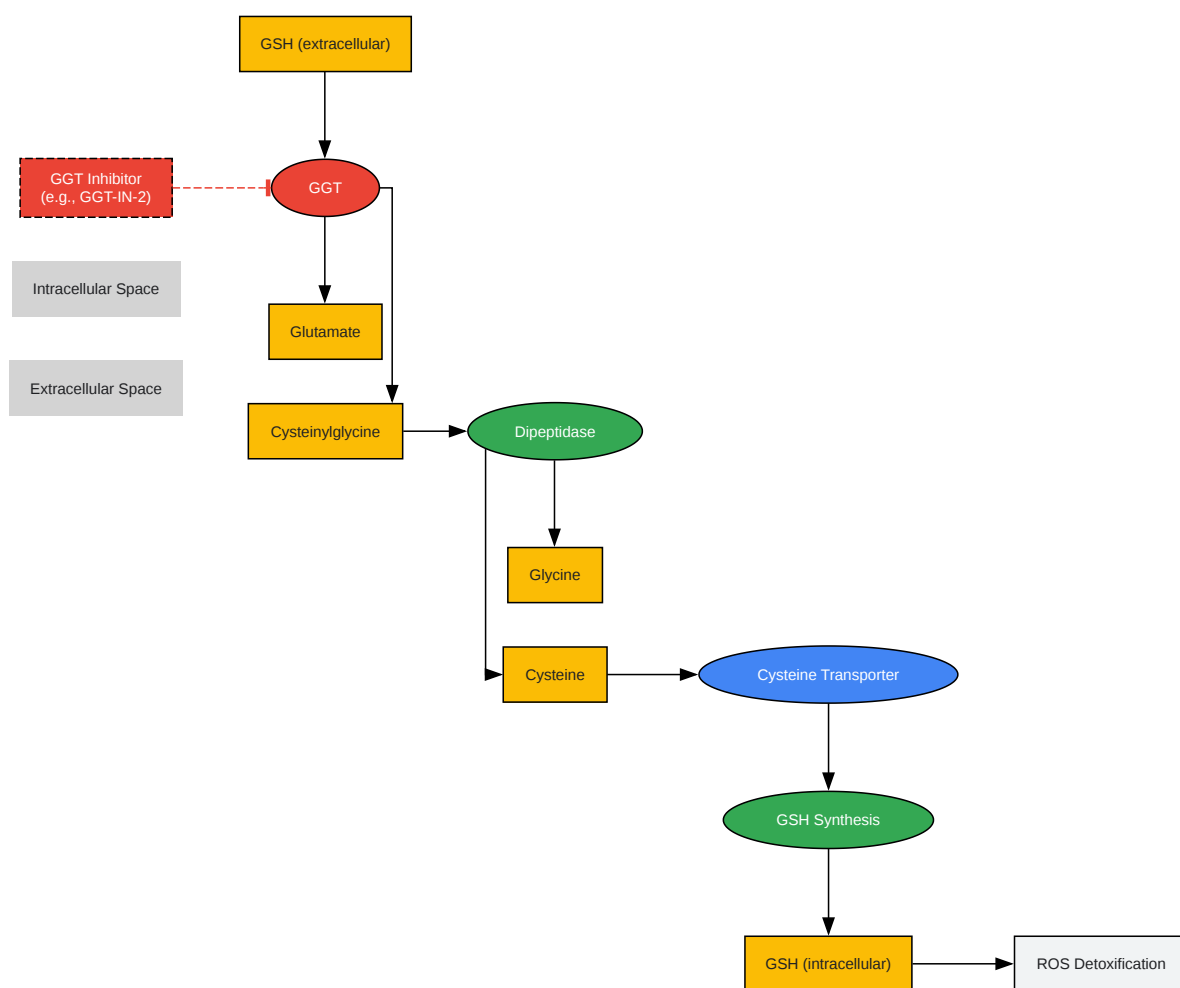 GSH (extracellular)
GGT Inhibitor
(e.g., GGT-IN-2)
GGT
Intracellular Space
Glutamate
Extracellular Space
Cysteinylglycine
Dipeptidase
Glycine
Cysteine
Cysteine Transporter
GSH Synthesis
GSH (intracellular)
ROS Detoxification